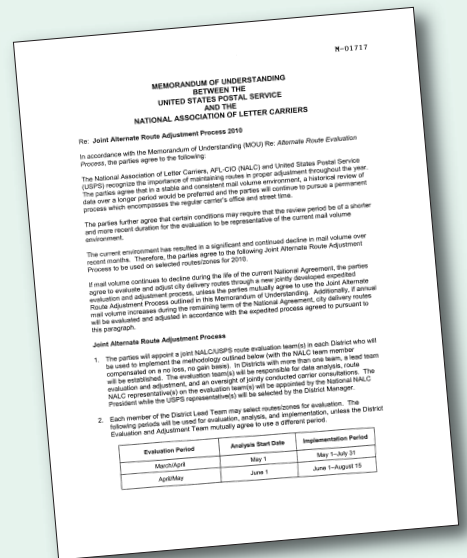 M-01717
MEMORANDUM OF UNDERSTANDING
BETWEEN THE
UNITED STATES POSTAL SERVICE
AND THE
NATIONAL ASSOCIATION OF LETTER CARRIERS
Re: Joint Alternate Route Adjustment Process 2010
In accordance with the Memorandum of Understanding (MOU) Re: Alternate Route Evaluation
Process, the parties agree to the following:
The National Association of Letter Carriers, AFL-CIO (NALC) and United States Postal Service
(USPS) recognize the importance of maintaining routes in proper adjustment throughout the year.
The parties agree that in a stable and consistent mail volume environment, a historical review of
data over a longer period would be preferred and the parties will continue to pursue a permanent
process which encompasses the regular carrier's office and street time.
The parties further agree that certain conditions may require that the review period be of a shorter
and more recent duration for the evaluation to be representative of the current mail volume
environment.
The current environment has resulted in a significant and continued decline in mail volume over
recent months. Therefore, the parties agree to the following Joint Alternate Route Adjustment
Process to be used on selected routes/zones for 2010.
If mail volume continues to decline during the life of the current National Agreement, the parties
agree to evaluate and adjust city delivery routes through a new jointly developed expedited
evaluation and adjustment process, unless the parties mutually agree to use the Joint Alternate
Route Adjustment Process outlined in this Memorandum of Understanding. Additionally, if annual
mail volume increases during the remaining term of the National Agreement, city delivery routes
will be evaluated and adjusted in accordance with the expedited process agreed to pursuant to
this paragraph.
Joint Alternate Route Adjustment Process
1. The parties will appoint a joint NALC/USPS route evaluation team(s) in each District who will
be used to implement the methodology outlined below (with the NALC team member
compensated on a no loss, no gain basis). In Districts with more than one team, a lead team
will be established. The evaluation team(s) will be responsible for data analysis, route
evaluation and adjustment, and an oversight of jointly conducted carrier consultations. The
NALC representative(s) on the evaluation team(s) will be appointed by the National NALC
President while the USPS representative(s) will be selected by the District Manager.
2. Each member of the District Lead Team may select routes/zones for evaluation. The
following periods will be used for evaluation, analysis, and implementation, unless the District
Evaluation and Adjustment Team mutually agree to use a different period.
Evaluation Period Analysis Start Date Implementation Period
March/April May 1 May 1–July 31
April/May June 1 June 1–August 15